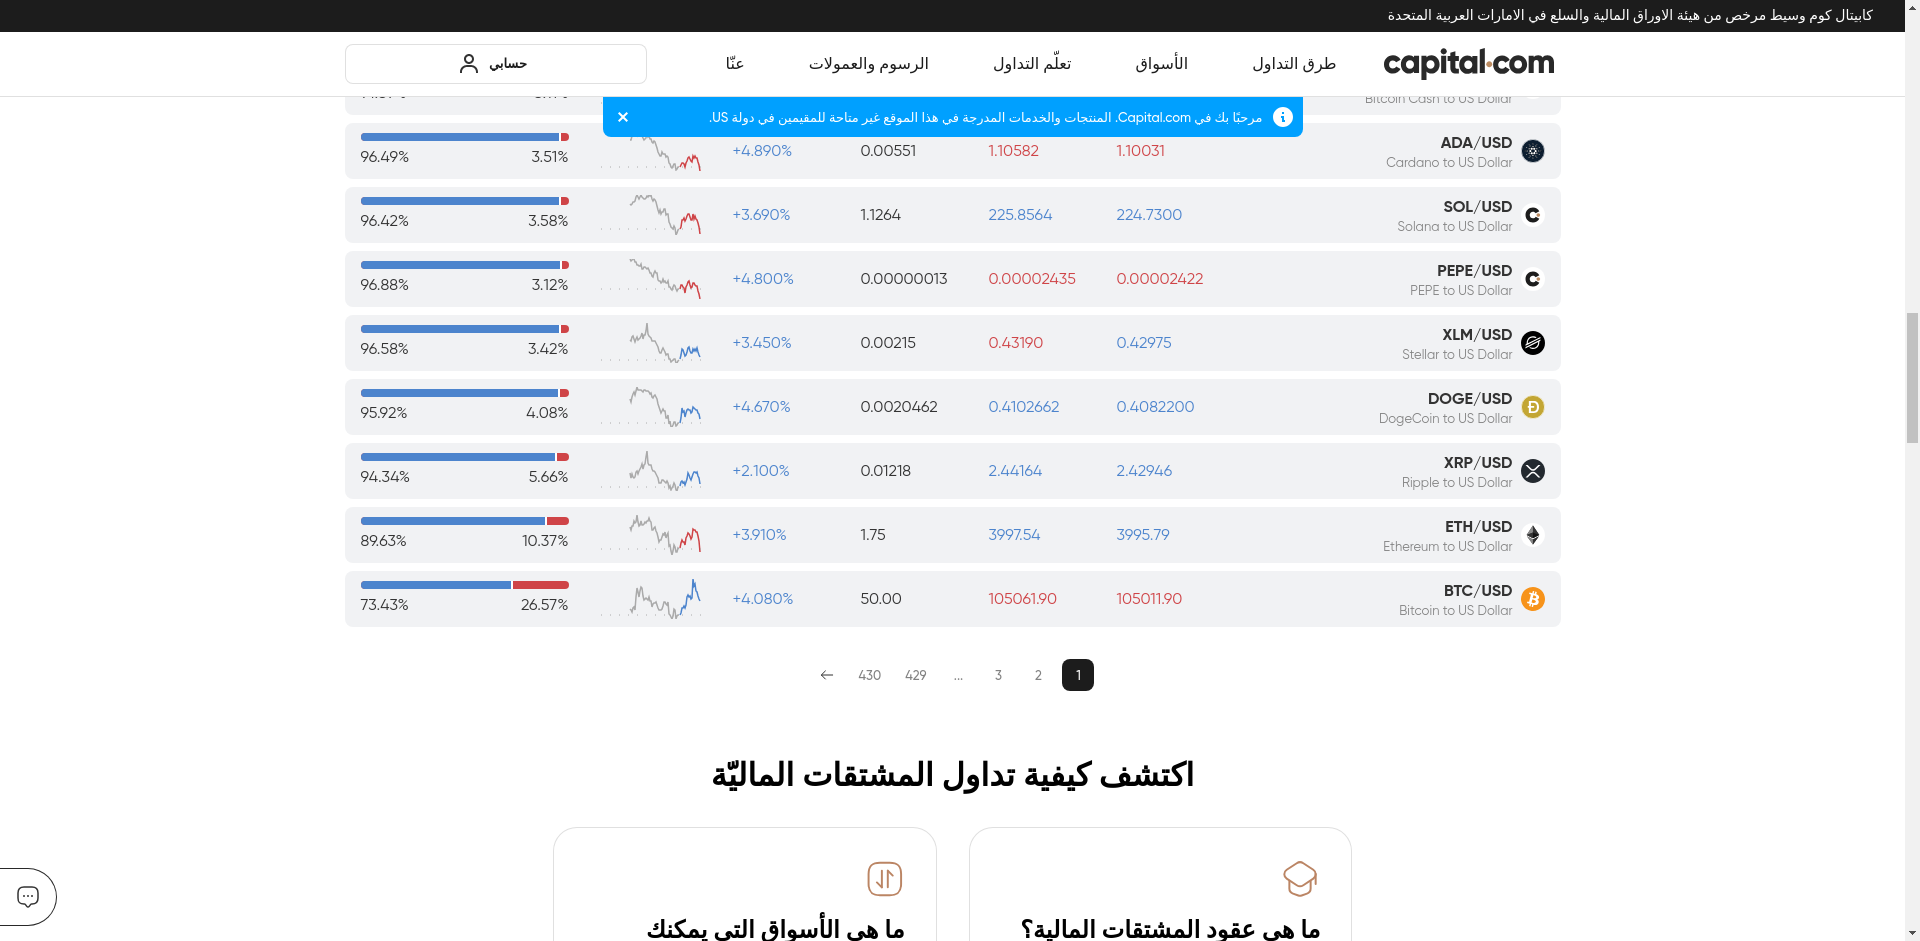 كابيتال كوم وسيط مرخص من هيئة الاوراق المالية والسلع في الامارات العربية المتحدة
capital.com طرق التداول الأسواق تعلّم التداول الرسوم والعمولات عنّا حسابي
مرحبًا بك في Capital.com. المنتجات والخدمات المدرجة في هذا الموقع غير متاحة للمقيمين في دولة US.
Bitcoin Cash to US Dollar
ADA/USD
Cardano to US Dollar
1.10031 1.10582 0.00551 +4.890% 3.51% 96.49%
SOL/USD
Solana to US Dollar
224.7300 225.8564 1.1264 +3.690% 3.58% 96.42%
PEPE/USD
PEPE to US Dollar
0.00002422 0.00002435 0.00000013 +4.800% 3.12% 96.88%
XLM/USD
Stellar to US Dollar
0.42975 0.43190 0.00215 +3.450% 3.42% 96.58%
DOGE/USD
DogeCoin to US Dollar
0.4082200 0.4102662 0.0020462 +4.670% 4.08% 95.92%
XRP/USD
Ripple to US Dollar
2.42946 2.44164 0.01218 +2.100% 5.66% 94.34%
ETH/USD
Ethereum to US Dollar
3995.79 3997.54 1.75 +3.910% 10.37% 89.63%
BTC/USD
Bitcoin to US Dollar
105011.90 105061.90 50.00 +4.080% 26.57% 73.43%
1 2 3 ... 429 430
اكتشف كيفية تداول المشتقات الماليّة
ما هي عقود المشتقات المالية؟
ما هي الأسواق التي يمكنك